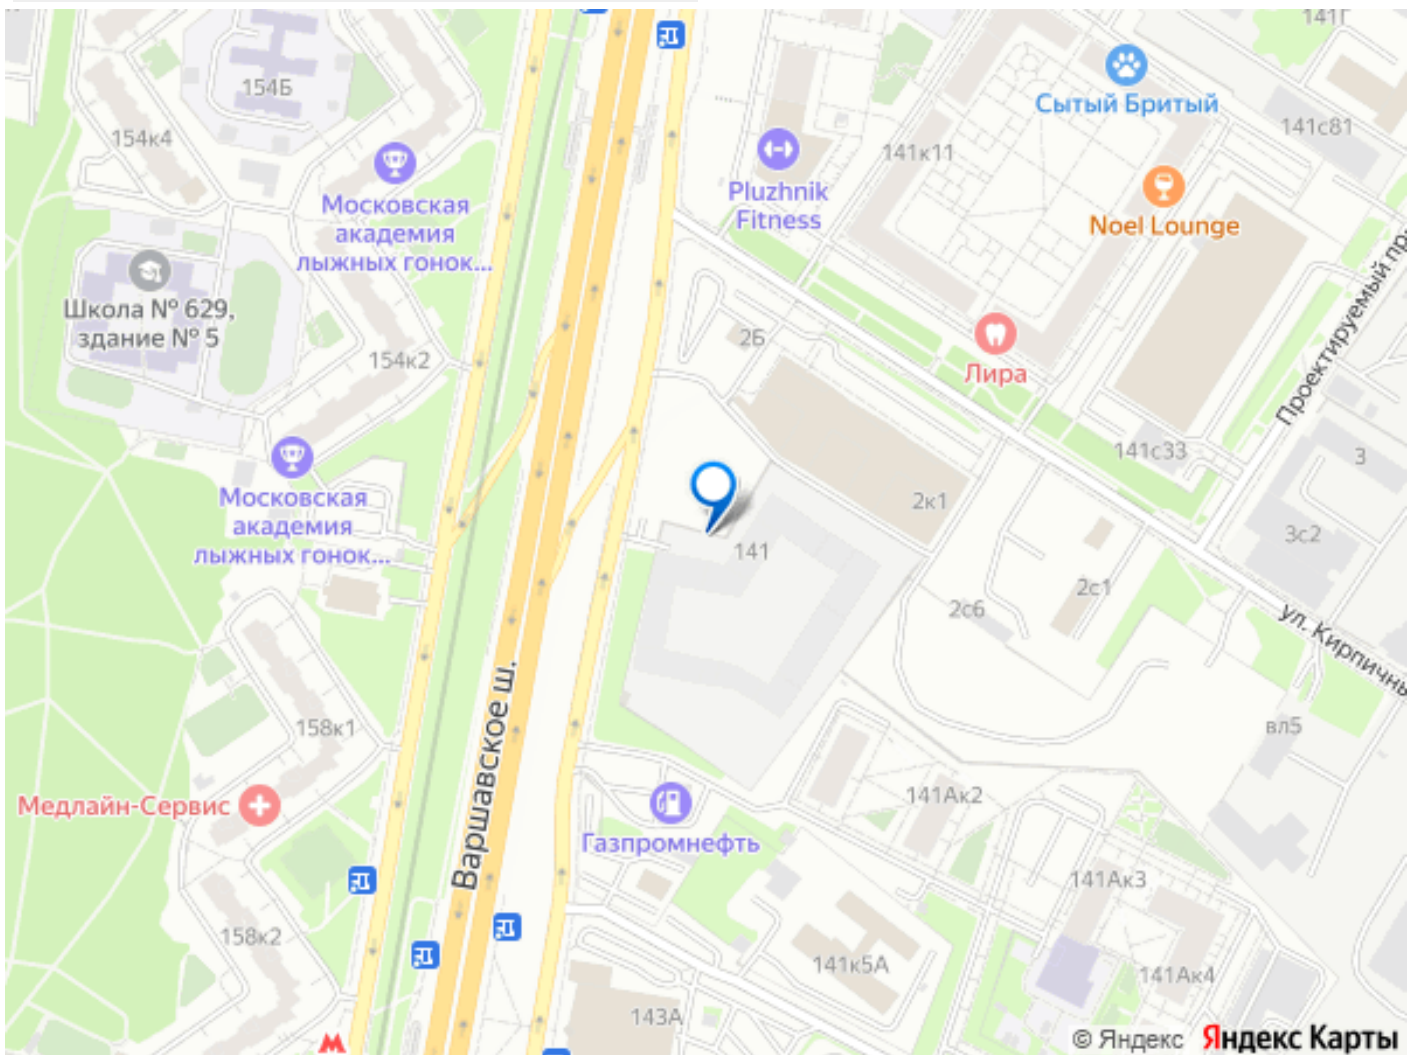 141Г
154Б
Сытый Бритый
141с81
154к4
141к11
Московская
академия
лыжных гонок...
Pluzhnik
Fitness
Noel Lounge
Школа № 629,
здание № 5
2Б
154к2
Лира
Проектируемый пр
141с33
3
Московская
академия
лыжных гонок...
2к1
3с2
141
2с1
2с6
ул. Кирпичны
Варшавское ш.
158к1
вл5
Медлайн-Сервис
141Ак2
Газпромнефть
141Ак3
158к2
141к5А
141Ак4
143А
© Яндекс Яндекс Карты